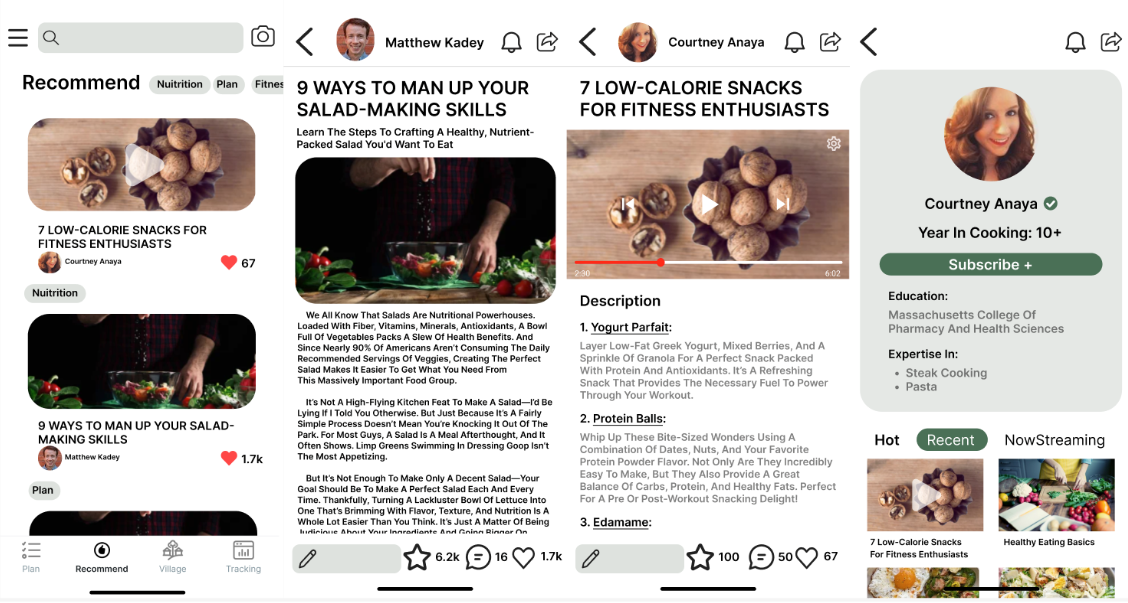 Recommend
Nuitrition
Plan
Fitnes
7 LOW-CALORIE SNACKS FOR
FITNESS ENTHUSIASTS
Courtney Anaya
67
Nuitrition
9 WAYS TO MAN UP YOUR SALAD-
MAKING SKILLS
Matthew Kadey
1.7k
Plan
Plan
Recommend
Village
Tracking
Matthew Kadey
9 WAYS TO MAN UP YOUR
SALAD-MAKING SKILLS
Learn The Steps To Crafting A Healthy, Nutrient-
Packed Salad You'd Want To Eat
We All Know That Salads Are Nutritional Powerhouses.
Loaded With Fiber, Vitamins, Minerals, Antioxidants, A Bowl
Full Of Vegetables Packs A Slew Of Health Benefits. And
Since Nearly 90% Of Americans Aren't Consuming The Daily
Recommended Servings Of Veggies, Creating The Perfect
Salad Makes It Easier To Get What You Need From
This Massively Important Food Group.
It's Not A High-Flying Kitchen Feat To Make A Salad—I'd Be
Lying If I Told You Otherwise. But Just Because It's A Fairly
Simple Process Doesn't Mean You're Knocking It Out Of The
Park. For Most Guys, A Salad Is A Meal Afterthought, And It
Often Shows. Limp Greens Swimming In Dressing Goop Isn't
The Most Appetizing.
But It's Not Enough To Make Only A Decent Salad—Your
Goal Should Be To Make A Perfect Salad Each And Every
Time. Thankfully, Turning A Lackluster Bowl Of Lettuce Into
One That's Brimming With Flavor, Texture, And Nutrition Is A
Whole Lot Easier Than You Think. It's Just A Matter Of Being
Judicious About Your Ingredients And Going Bigger On
6.2k
16
1.7k
Courtney Anaya
7 LOW-CALORIE SNACKS
FOR FITNESS ENTHUSIASTS
2:30
6:02
Description
1. Yogurt Parfait:
Layer Low-Fat Greek Yogurt, Mixed Berries, And A
Sprinkle Of Granola For A Perfect Snack Packed
With Protein And Antioxidants. It's A Refreshing
Snack That Provides The Necessary Fuel To Power
Through Your Workout.
2. Protein Balls:
Whip Up These Bite-Sized Wonders Using A
Combination Of Dates, Nuts, And Your Favorite
Protein Powder Flavor. Not Only Are They Incredibly
Easy To Make, But They Also Provide A Great
Balance Of Carbs, Protein, And Healthy Fats. Perfect
For A Pre Or Post-Workout Snacking Delight!
3. Edamame:
100
50
67
Courtney Anaya
Year In Cooking: 10+
Subscribe +
Education:
Massachusetts College Of
Pharmacy And Health Sciences
Expertise In:
• Steak Cooking
• Pasta
Hot
Recent
NowStreaming
7 Low-Calorie Snacks
For Fitness Enthusiasts
Healthy Eating Basics